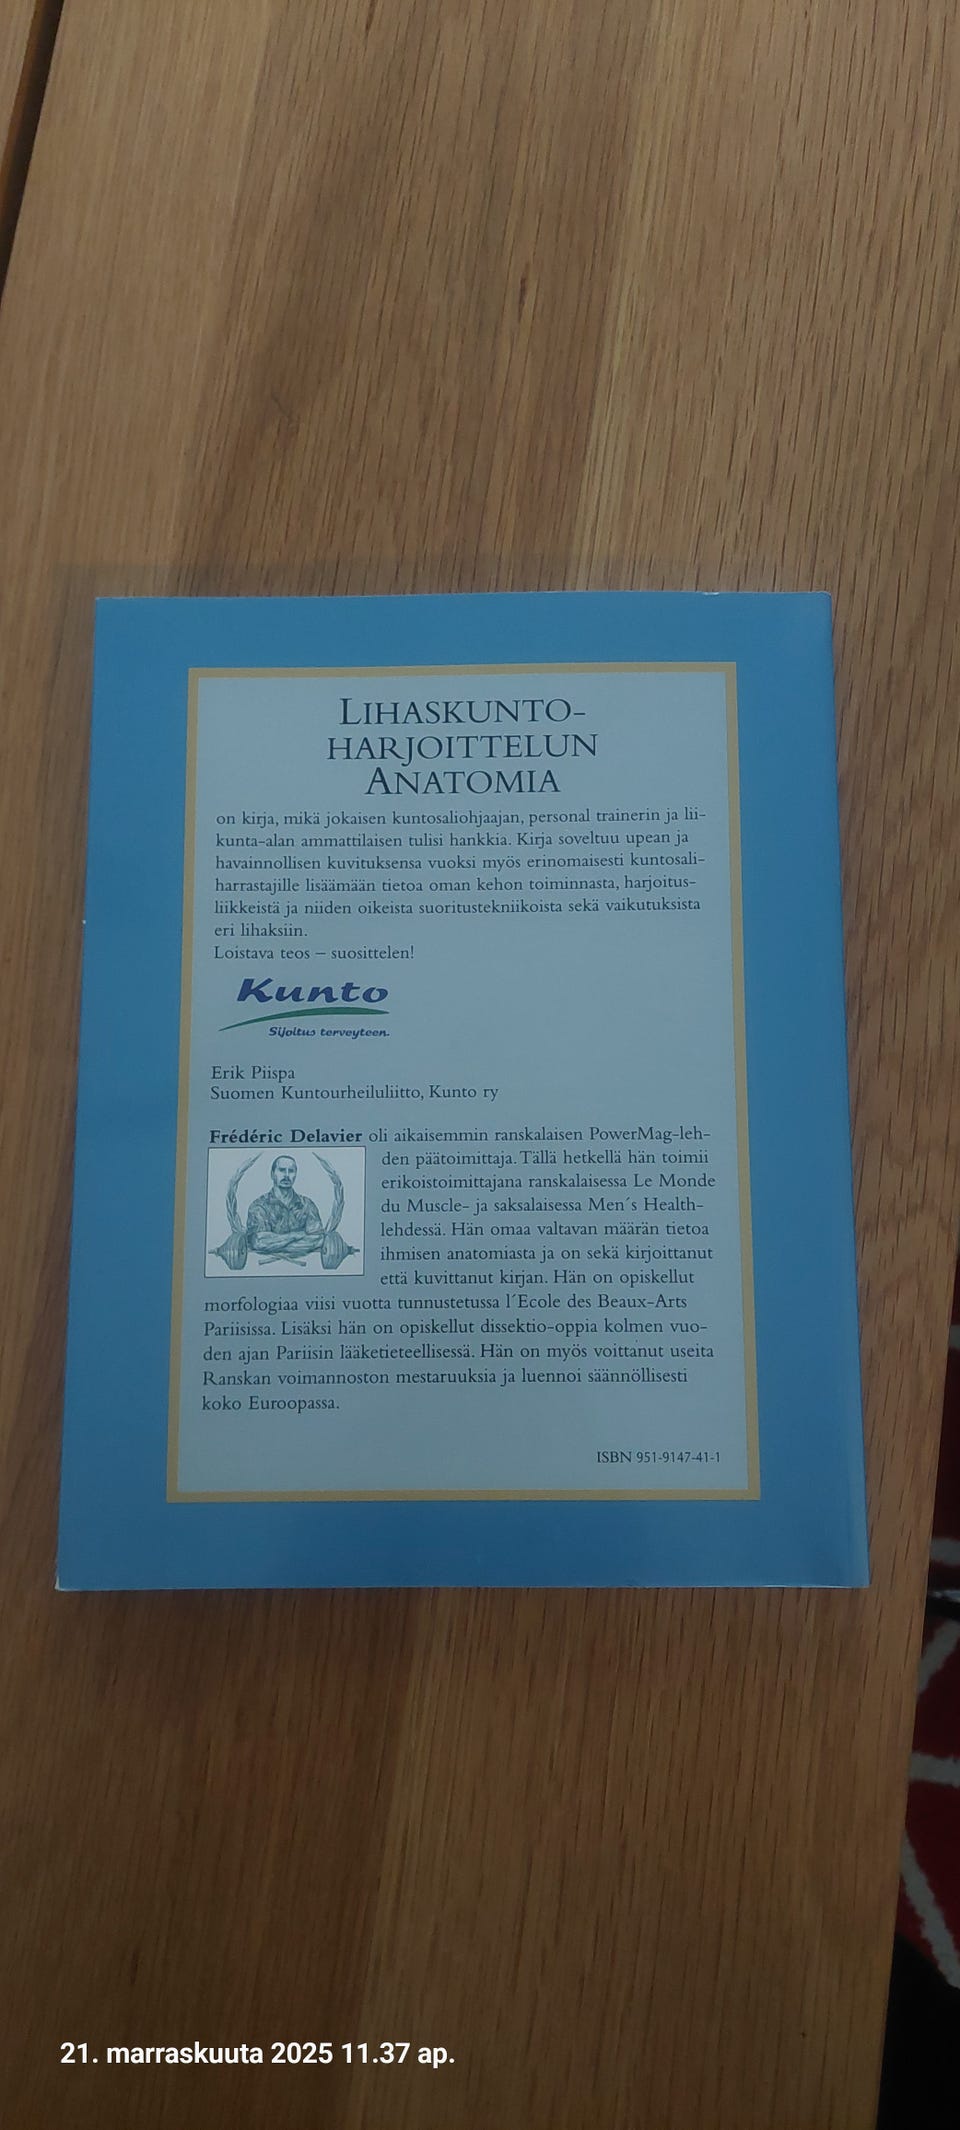 LIHASKUNTO-
HARJOITTELUN
ANATOMIA
on kirja, mikä jokaisen kuntosaliohjaajan, personal trainerin ja lii-
kunta-alan ammattilaisen tulisi hankkia. Kirja soveltuu upean ja
havainnollisen kuvituksensa vuoksi myös erinomaisesti kuntosali-
harrastajille lisäämään tietoa oman kehon toiminnasta, harjoitus-
liikkeistä ja niiden oikeista suoritustekniikoista sekä vaikutuksista
eri lihaksiin.
Loistava teos – suosittelen!
Kunto
Sijoitus terveyteen.
Erik Piispa
Suomen Kuntourheiluliitto, Kunto ry
Frédéric Delavier oli aikaisemmin ranskalaisen PowerMag-leh-
den päätoimittaja. Tällä hetkellä hän toimii
erikoistoimittajana ranskalaisessa Le Monde
du Muscle- ja saksalaisessa Men´s Health-
lehdessä. Hän omaa valtavan määrän tietoa
ihmisen anatomiasta ja on sekä kirjoittanut
että kuvittanut kirjan. Hän on opiskellut
morfologiaa viisi vuotta tunnustetussa l´Ecole des Beaux-Arts
Pariisissa. Lisäksi hän on opiskellut dissektio-oppia kolmen vuo-
den ajan Pariisin lääketieteellisessä. Hän on myös voittanut useita
Ranskan voimannoston mestaruuksia ja luennoi säännöllisesti
koko Euroopassa.
ISBN 951-9147-41-1
21. marraskuuta 2025 11.37 ap.